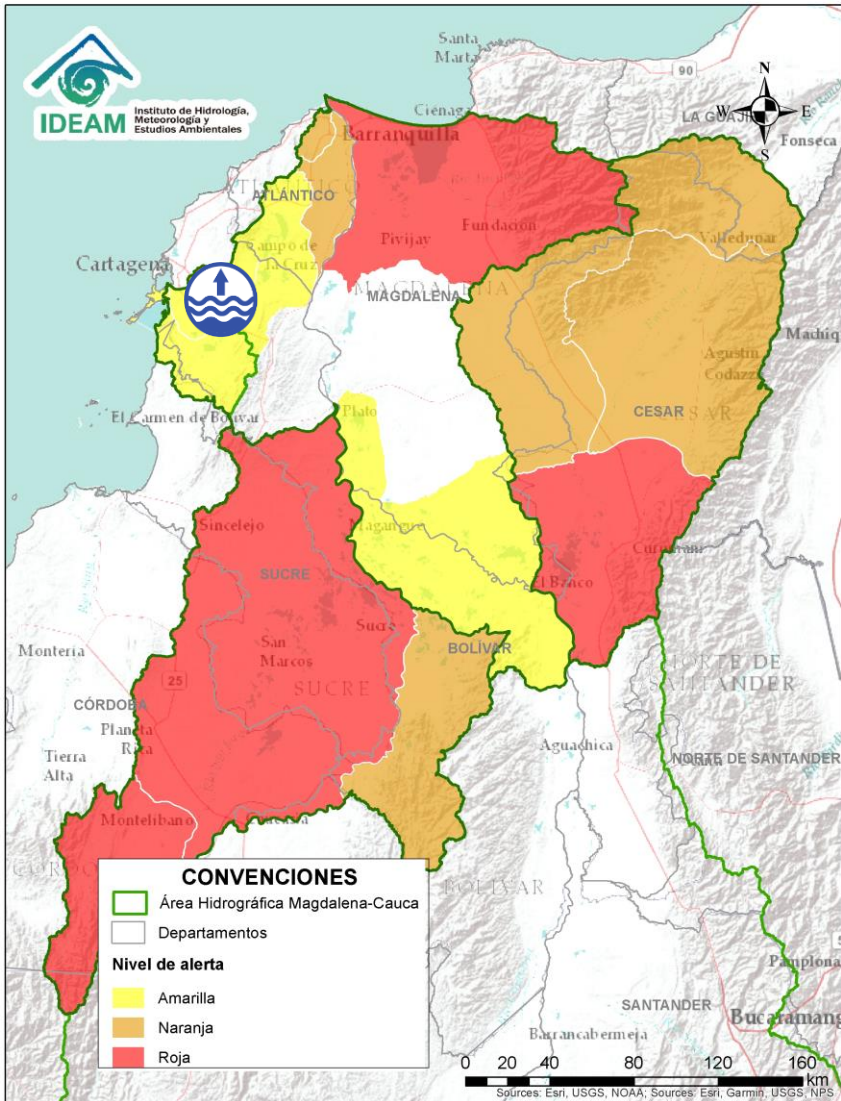 IDEAM
Instituto de Hidrología,
Meteorología y
Estudios Ambientales
Santa
Marta
90
N
W
E
S
LA GUAJIR
Fonseca
Ciénaga
Barranquilla
ATLÁNTICO
Campo de
la Cruz
Pivijay
Fundación
Valledupar
Cartagena
MAGDALENA
Machiq
Agustín
Codazzi
CESAR
El Carmen de Bolívar
Plato
Sincelejo
Magangué
SUCRE
Curumaní
El Banco
Sucre
BOLÍVAR
Montería
San
Marcos
SUCRE
25
NORTE DE
SANTANDER
CÓRDOBA
Planeta
Rica
Tierra
Alta
Aguachica
NORTE DE SANTANDER
Montelíbano
Caucasia
BOLÍVAR
CONVENCIONES
Área Hidrográfica Magdalena-Cauca
Departamentos
Nivel de alerta
Amarilla
Naranja
Roja
Pamplona
SANTANDER
Bucaramang
Barrancabermeja
0 20 40 80 120 160
km
Sources: Esri, USGS, NOAA; Sources: Esri, Garmin, USGS, NPS